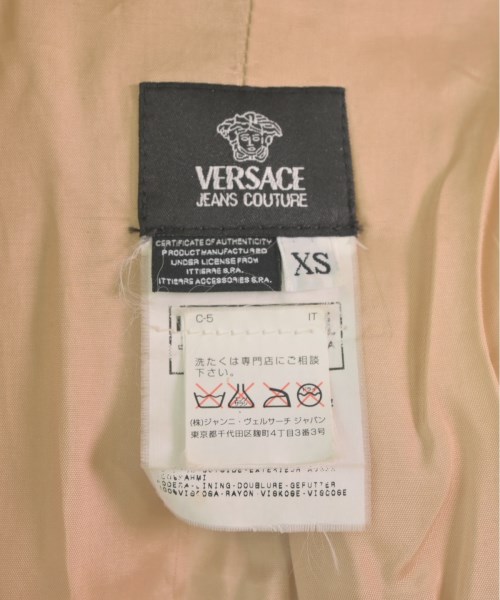 VERSACE
JEANS COUTURE
CERTIFICATE OF AUTHENTICITY
PRODUCT MANUFACTURED
UNDER LICENSE FROM
ITTIERRE S.P.A.
ITTIERRE ACCESSORIES S.P.A.
XS
C-5 IT
洗たくは専門店にご相談
下さい。
(株)ジャンニ・ヴェルサーチ ジャパン
東京都千代田区麹町4丁目3番3号
LINING-DOUBLURE-GEFUTTER
VISCOSA-RAYON-VISKOSE-VISCOSE